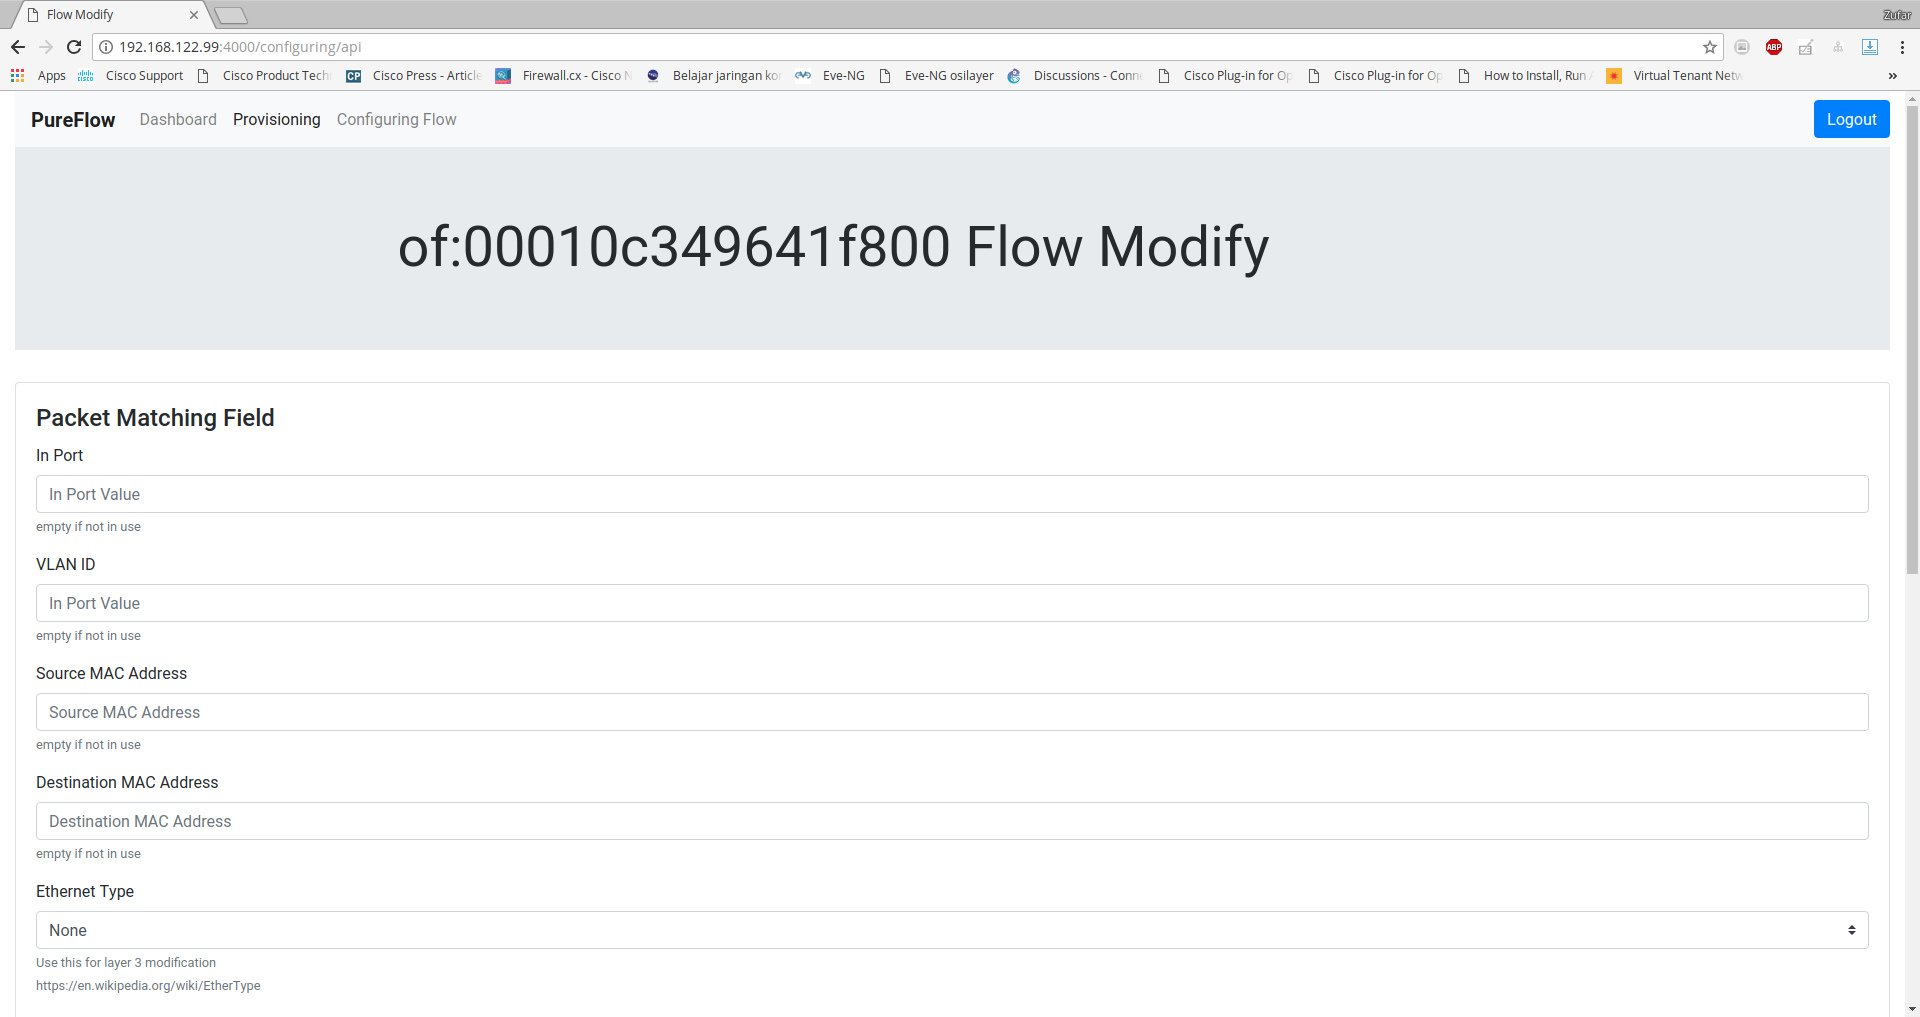 Flow Modify
Zufar
192.168.122.99:4000/configuring/api
Apps Cisco Support Cisco Product Tech Cisco Press - Article Firewall.cx - Cisco N Belajar jaringan ko Eve-NG Eve-NG osilayer Discussions - Conne Cisco Plug-in for Op Cisco Plug-in for Op How to Install, Run Virtual Tenant Netw »
PureFlow Dashboard Provisioning Configuring Flow Logout
of:00010c349641f800 Flow Modify
Packet Matching Field
In Port
In Port Value
empty if not in use
VLAN ID
In Port Value
empty if not in use
Source MAC Address
Source MAC Address
empty if not in use
Destination MAC Address
Destination MAC Address
empty if not in use
Ethernet Type
None
Use this for layer 3 modification
https://en.wikipedia.org/wiki/EtherType